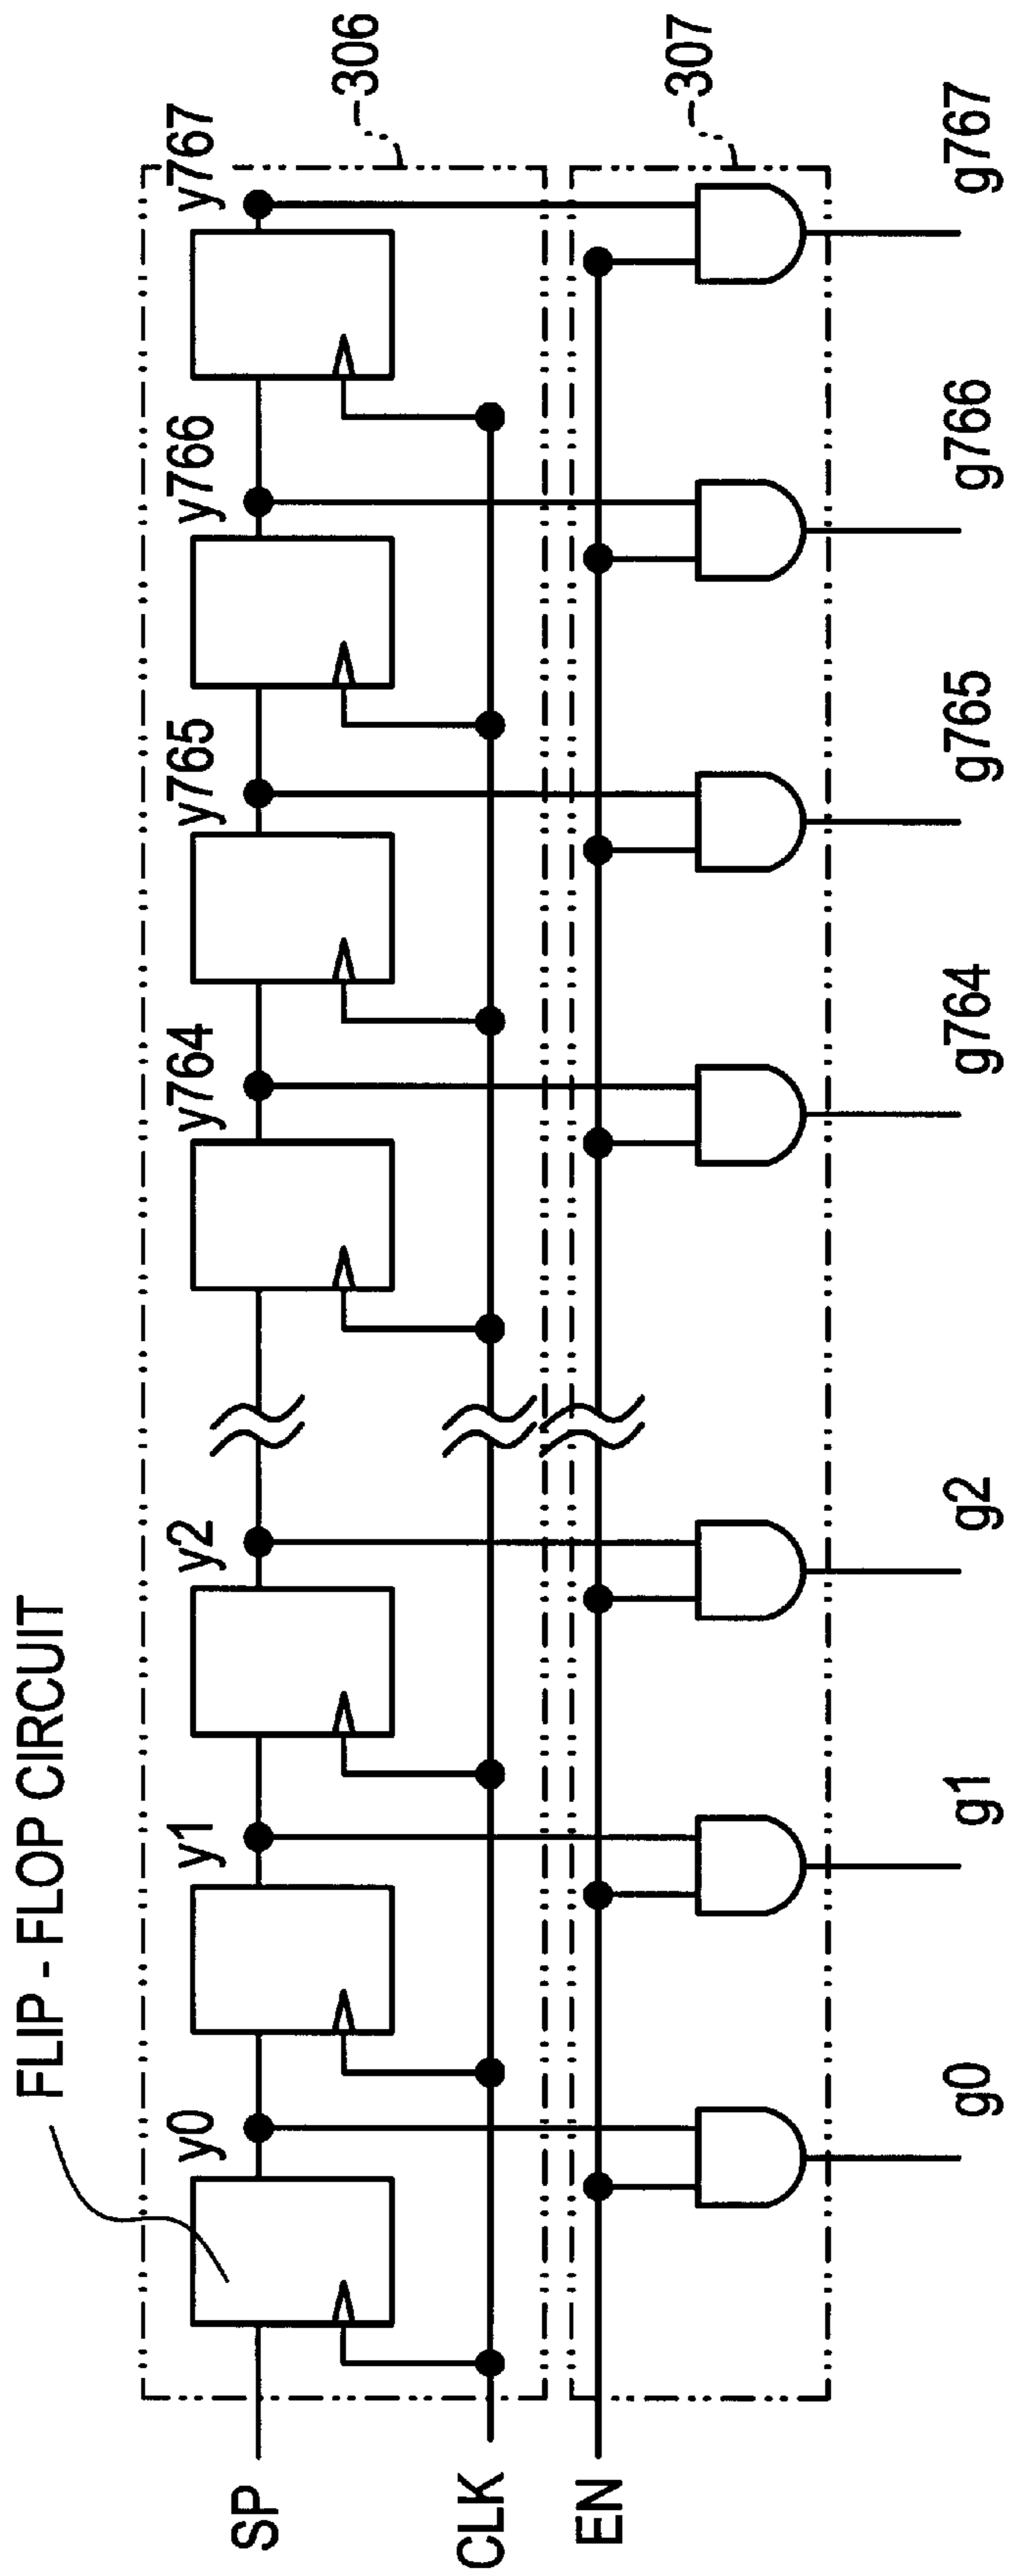 FLIP - FLOP CIRCUIT
y0 y1 y2 y764 y765 y766 y767
306
SP
CLK
EN
307
g0 g1 g2 g764 g765 g766 g767